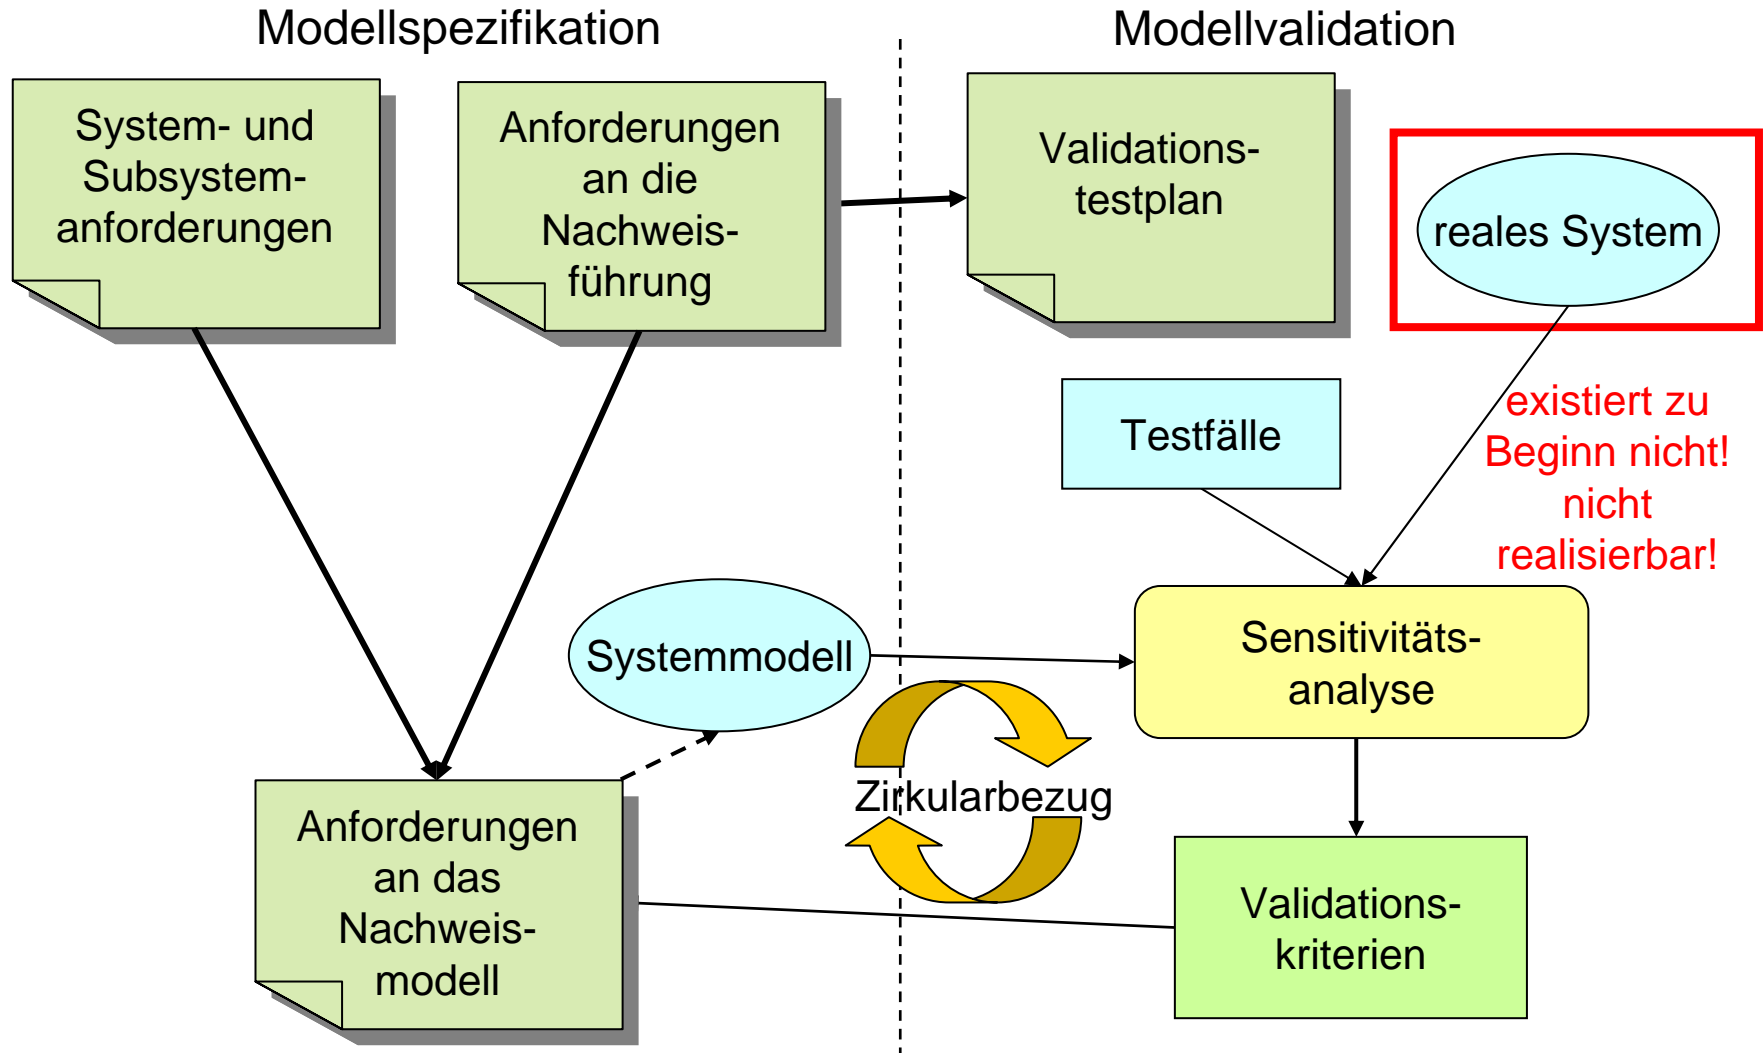 Modellspezifikation
Modellvalidation
System- und
Subsystem-
anforderungen
Anforderungen
an die
Nachweis-
führung
Validations-
testplan
reales System
Testfälle
existiert zu
Beginn nicht!
nicht
realisierbar!
Systemmodell
Sensitivitäts-
analyse
Zirkularbezug
Anforderungen
an das
Nachweis-
modell
Validations-
kriterien